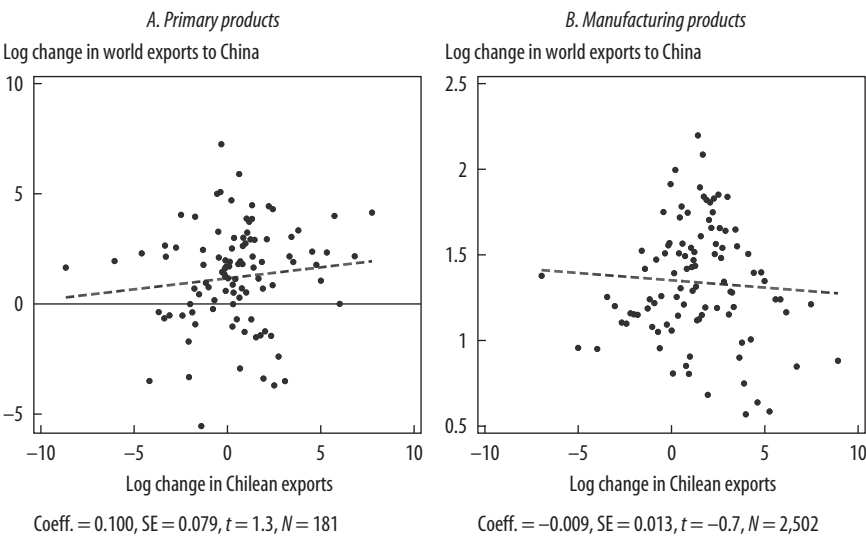 A. Primary products
Log change in world exports to China
10
5
0
−5
−10 −5 0 5 10
Log change in Chilean exports
Coeff. = 0.100, SE = 0.079, t = 1.3, N = 181
B. Manufacturing products
Log change in world exports to China
2.5
2
1.5
1
0.5
−10 −5 0 5 10
Log change in Chilean exports
Coeff. = −0.009, SE = 0.013, t = −0.7, N = 2,502